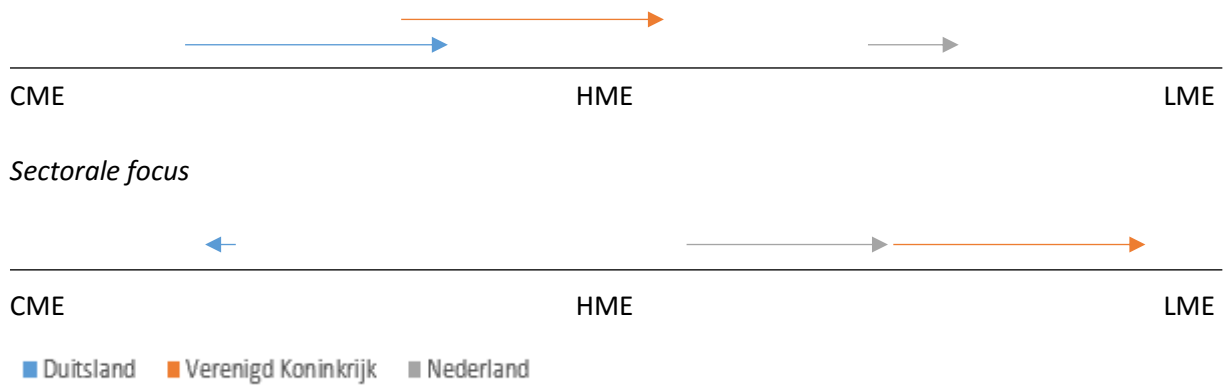 CME HME LME
Sectorale focus
CME HME LME
Duitsland Verenigd Koninkrijk Nederland